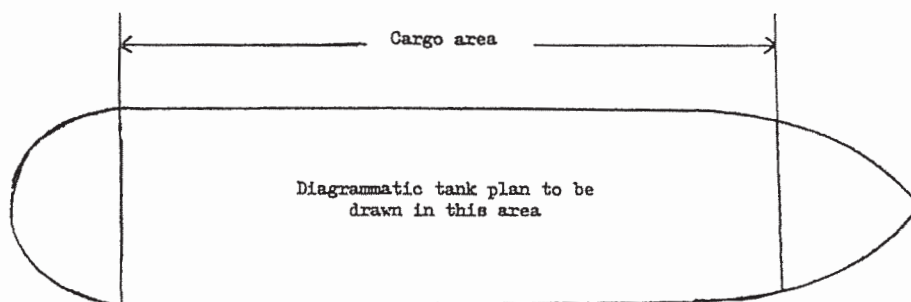 Cargo area
Diagrammatic tank plan to be
drawn in this area